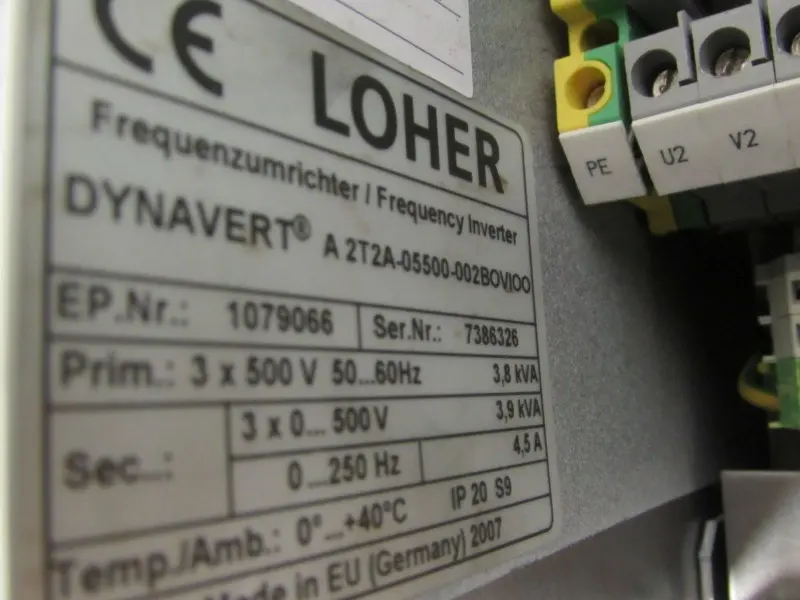 CE LOHER
Frequenzumrichter / Frequency Inverter
DYNAVERT® A 2T2A-05500-002BOVJOO
EP.Nr.: 1079066 Ser.Nr.: 7386326
Prim.: 3 x 500 V 50...60Hz 3,8 kVA
Sec..: 3 x 0... 500 V 3,9 kVA
0...250 Hz 4,5 A
Temp./Amb.: 0°...+40°C IP 20 S9
Made in EU (Germany) 2007
PE U2 V2